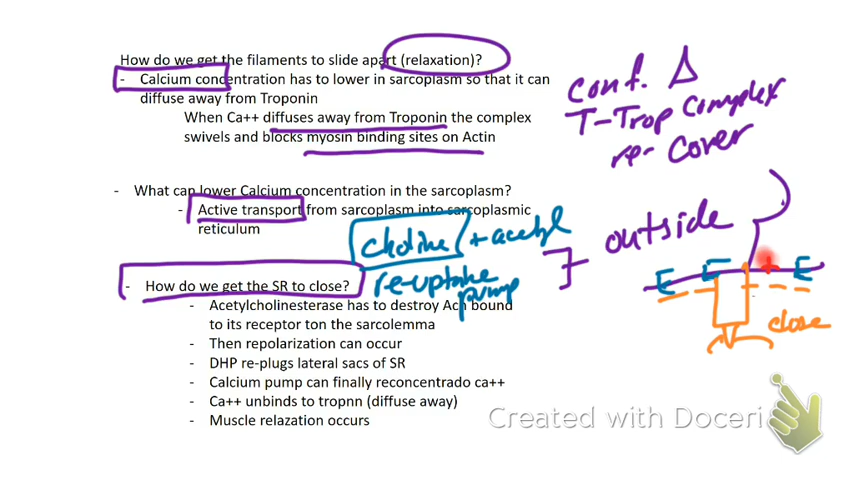 How do we get the filaments to slide apart (relaxation)?
- Calcium concentration has to lower in sarcoplasm so that it can
diffuse away from Troponin
When Ca++ diffuses away from Troponin the complex
swivels and blocks myosin binding sites on Actin
conf. Δ
T-Trop Complex
re- Cover
- What can lower Calcium concentration in the sarcoplasm?
- Active transport from sarcoplasm into sarcoplasmic
reticulum
choline + acetyl
re-uptake
pump
outside
- How do we get the SR to close?
- Acetylcholinesterase has to destroy Ach bound
to its receptor ton the sarcolemma
- Then repolarization can occur
- DHP re-plugs lateral sacs of SR
- Calcium pump can finally reconcentrado ca++
- Ca++ unbinds to tropnn (diffuse away)
- Muscle relazation occurs
E E + E
close
Created with Doceri